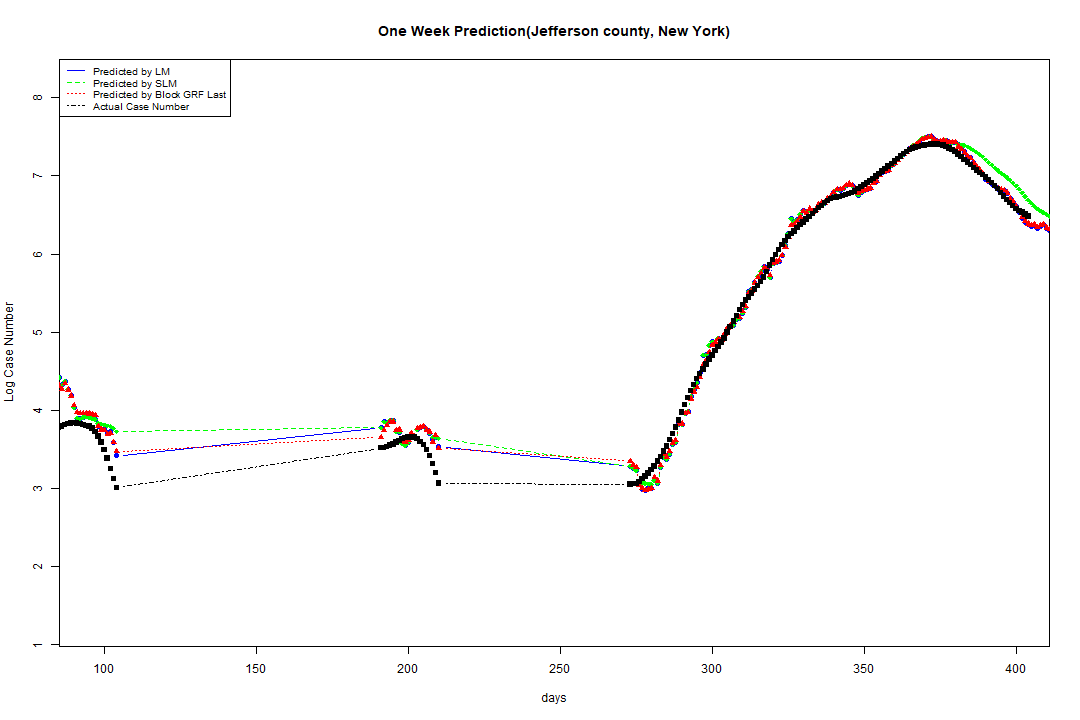 One Week Prediction(Jefferson county, New York)
Predicted by LM
Predicted by SLM
Predicted by Block GRF Last
Actual Case Number
8
7
6
5
4
3
2
1
Log Case Number
100 150 200 250 300 350 400
days